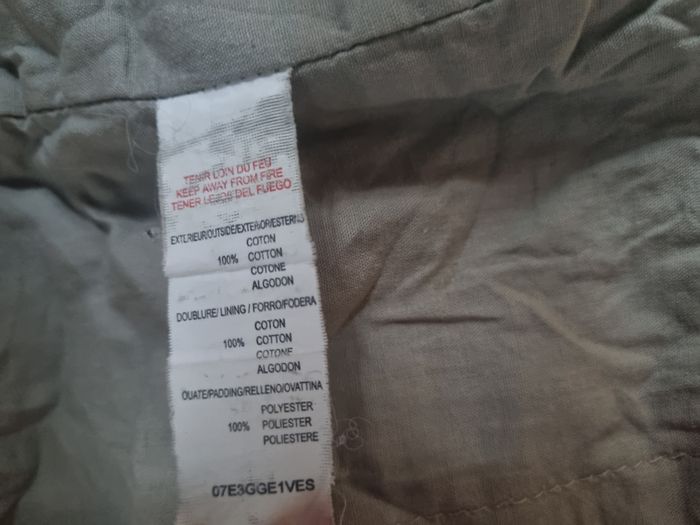 TENIR LOIN DU FEU
KEEP AWAY FROM FIRE
TENER LEJOS DEL FUEGO
EXTERIEUR/OUTSIDE/EXTERIOR/ESTERNO
COTON
100% COTTON
COTONE
ALGODON
DOUBLURE/ LINING / FORRO/FODERA
COTON
100% COTTON
COTONE
ALGODON
OUATE/PADDING/RELLENO/OVATTINA
POLYESTER
100% POLIESTER
POLIESTERE
07E3GGE1VES